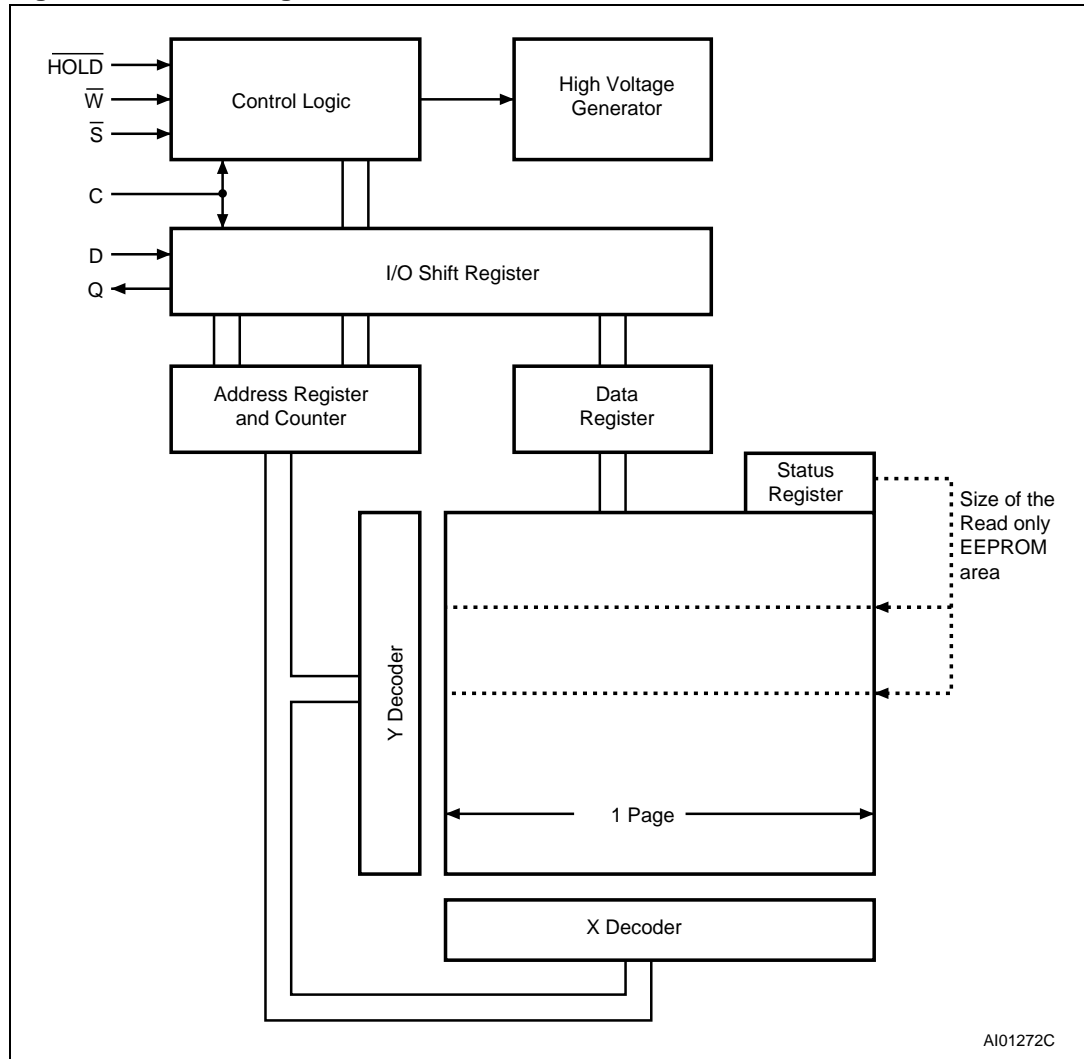 HOLD
W
S
C
D
Q
Control Logic
High Voltage
Generator
I/O Shift Register
Address Register
and Counter
Data
Register
Status
Register
Size of the
Read only
EEPROM
area
Y Decoder
1 Page
X Decoder
AI01272C